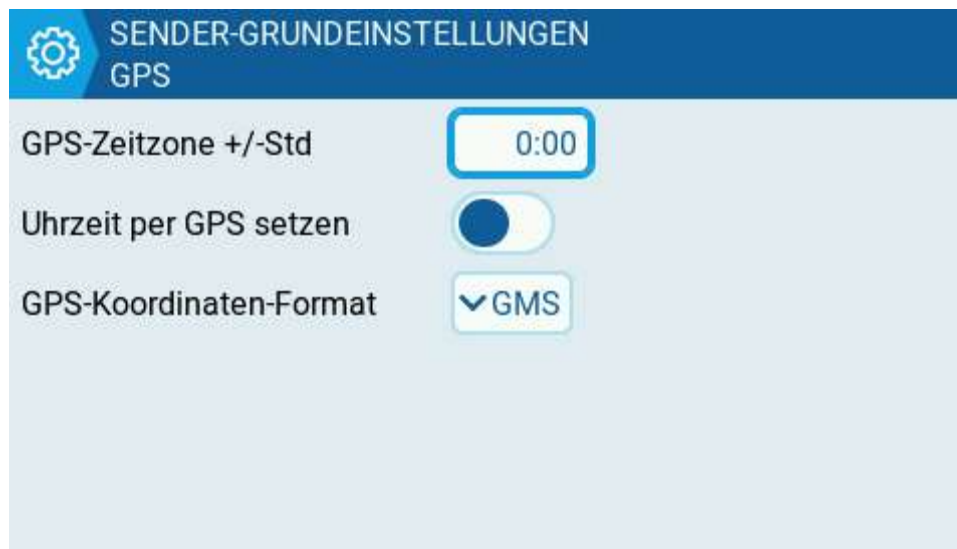 SENDER-GRUNDEINSTELLUNGEN
GPS
GPS-Zeitzone +/-Std 0:00
Uhrzeit per GPS setzen
GPS-Koordinaten-Format GMS